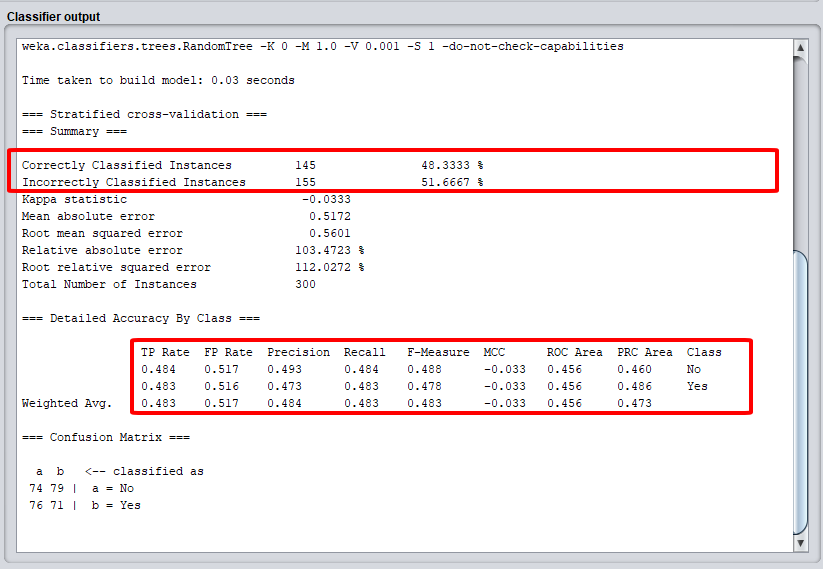 Classifier output
weka.classifiers.trees.RandomTree -K 0 -M 1.0 -V 0.001 -S 1 -do-not-check-capabilities
Time taken to build model: 0.03 seconds
=== Stratified cross-validation ===
=== Summary ===
Correctly Classified Instances 145 48.3333 %
Incorrectly Classified Instances 155 51.6667 %
Kappa statistic -0.0333
Mean absolute error 0.5172
Root mean squared error 0.5601
Relative absolute error 103.4723 %
Root relative squared error 112.0272 %
Total Number of Instances 300
=== Detailed Accuracy By Class ===
TP Rate FP Rate Precision Recall F-Measure MCC ROC Area PRC Area Class
0.484 0.517 0.493 0.484 0.488 -0.033 0.456 0.460 No
0.483 0.516 0.473 0.483 0.478 -0.033 0.456 0.486 Yes
Weighted Avg. 0.483 0.517 0.484 0.483 0.483 -0.033 0.456 0.473
=== Confusion Matrix ===
a b <-- classified as
74 79 | a = No
76 71 | b = Yes